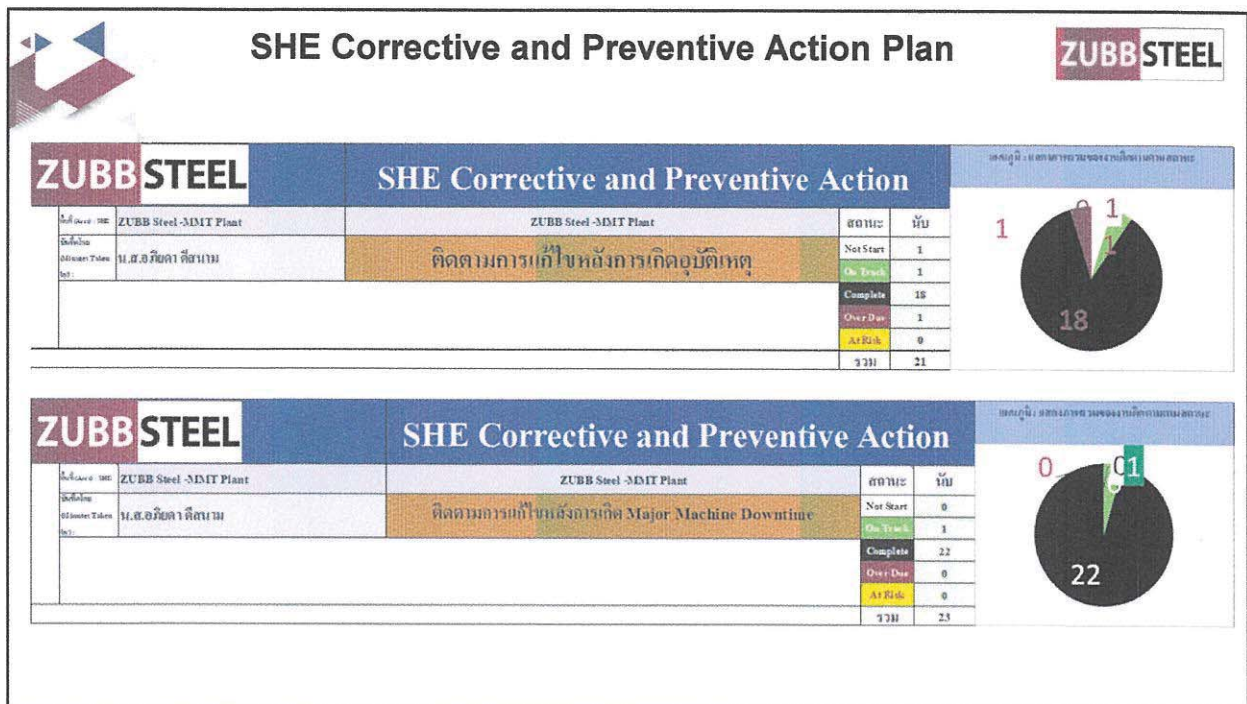 SHE Corrective and Preventive Action Plan
ZUBB STEEL
ZUBB STEEL
SHE Corrective and Preventive Action
ZUBB Steel -MMT Plant
ZUBB Steel -MMT Plant
สถานะ นับ
น.ส.อภิยดา ดีสนาม
ติดตามการแก้ไขหลังการเกิดอุบัติเหตุ
Not Start 1
On Track 1
Complete 18
Over Due 1
At Risk 0
รวม 21
1
0
1
1
18
ZUBB STEEL
SHE Corrective and Preventive Action
ZUBB Steel -MMT Plant
ZUBB Steel -MMT Plant
สถานะ นับ
น.ส.อภิยดา ดีสนาม
ติดตามการแก้ไขหลังการเกิด Major Machine Downtime
Not Start 0
On Track 1
Complete 22
Over Due 0
At Risk 0
รวม 23
0
0
1
22